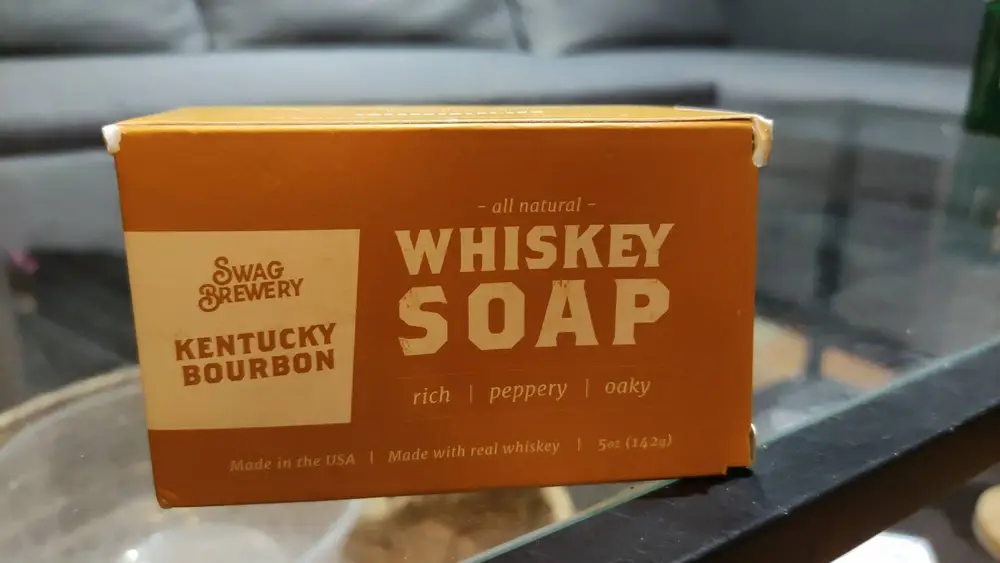 Swag
Brewery
Kentucky
Bourbon
– all natural –
Whiskey
Soap
rich | peppery | oaky
Made in the USA | Made with real whiskey | 5oz (142g)